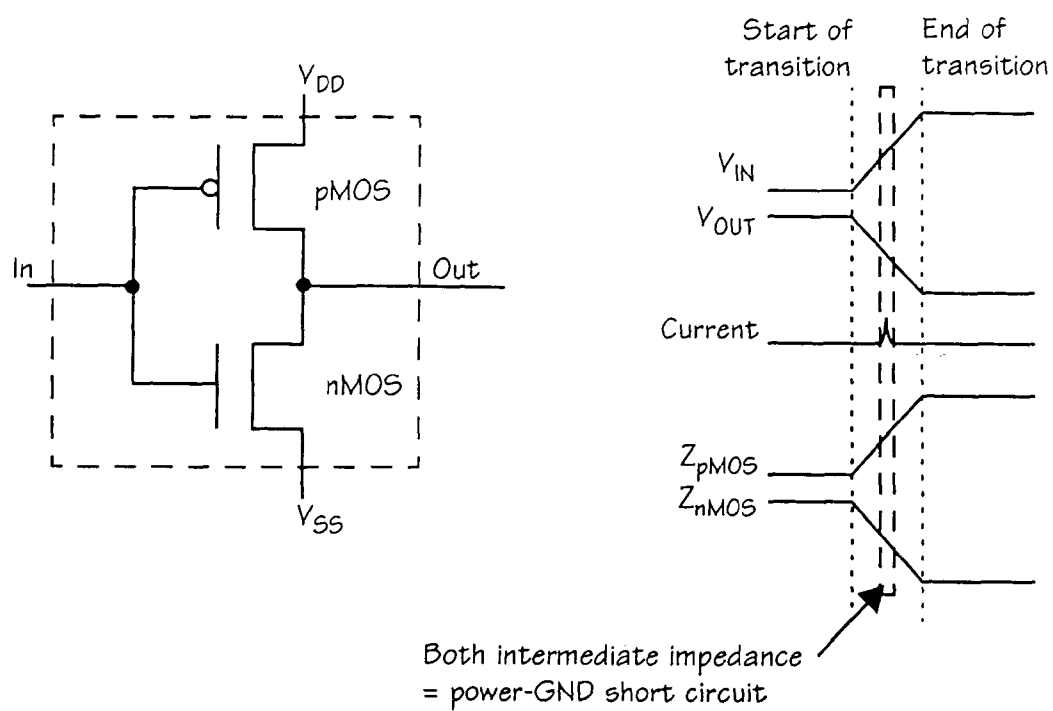 V_DD
pMOS
In
Out
nMOS
V_SS
Start of
transition
End of
transition
V_IN
V_OUT
Current
Z_pMOS
Z_nMOS
Both intermediate impedance
= power-GND short circuit